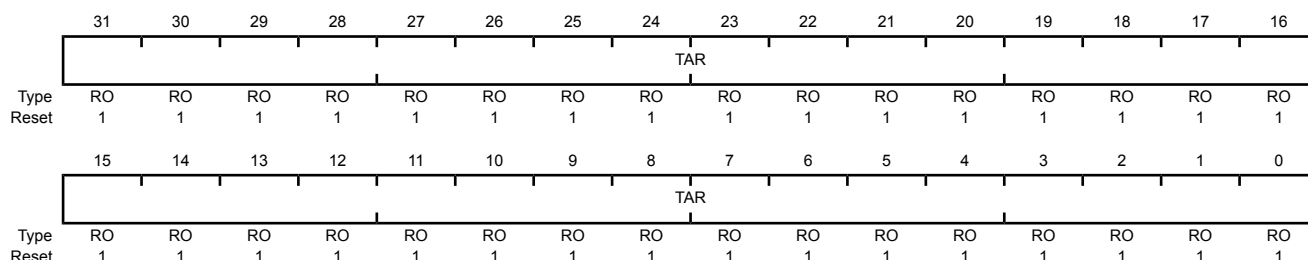 31 30 29 28 27 26 25 24 23 22 21 20 19 18 17 16
TAR
Type RO RO RO RO RO RO RO RO RO RO RO RO RO RO RO RO
Reset 1 1 1 1 1 1 1 1 1 1 1 1 1 1 1 1
15 14 13 12 11 10 9 8 7 6 5 4 3 2 1 0
TAR
Type RO RO RO RO RO RO RO RO RO RO RO RO RO RO RO RO
Reset 1 1 1 1 1 1 1 1 1 1 1 1 1 1 1 1